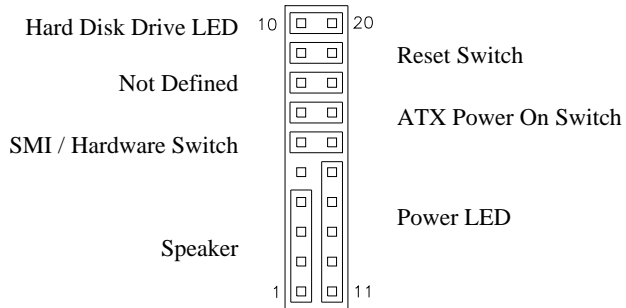 Hard Disk Drive LED
10
20
Reset Switch
Not Defined
ATX Power On Switch
SMI / Hardware Switch
Power LED
Speaker
1
11